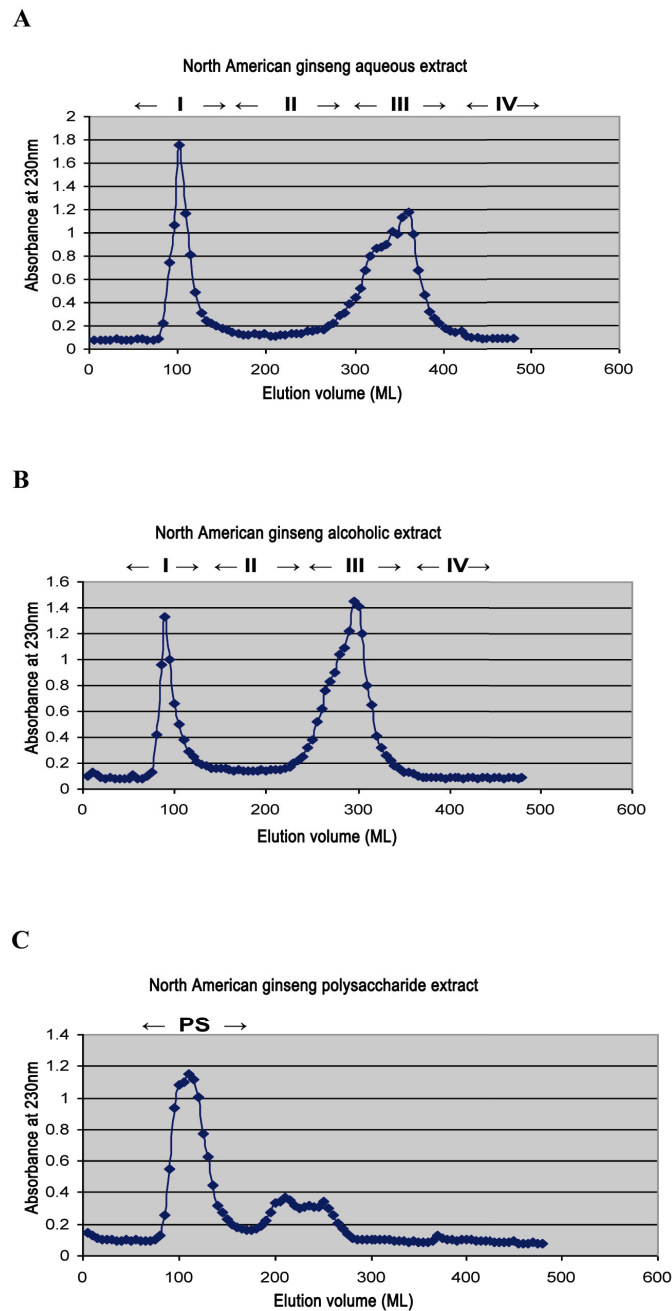 A
North American ginseng aqueous extract
← I → ← II → ← III → ← IV →
2
1.8
1.6
1.4
1.2
1
0.8
0.6
0.4
0.2
0
Absorbance at 230nm
0 100 200 300 400 500 600
Elution volume (ML)
B
North American ginseng alcoholic extract
← I → ← II → ← III → ← IV →
1.6
1.4
1.2
1
0.8
0.6
0.4
0.2
0
Absorbance at 230nm
0 100 200 300 400 500 600
Elution volume (ML)
C
North American ginseng polysaccharide extract
← PS →
1.4
1.2
1
0.8
0.6
0.4
0.2
0
Absorbance at 230nm
0 100 200 300 400 500 600
Elution volume (ML)